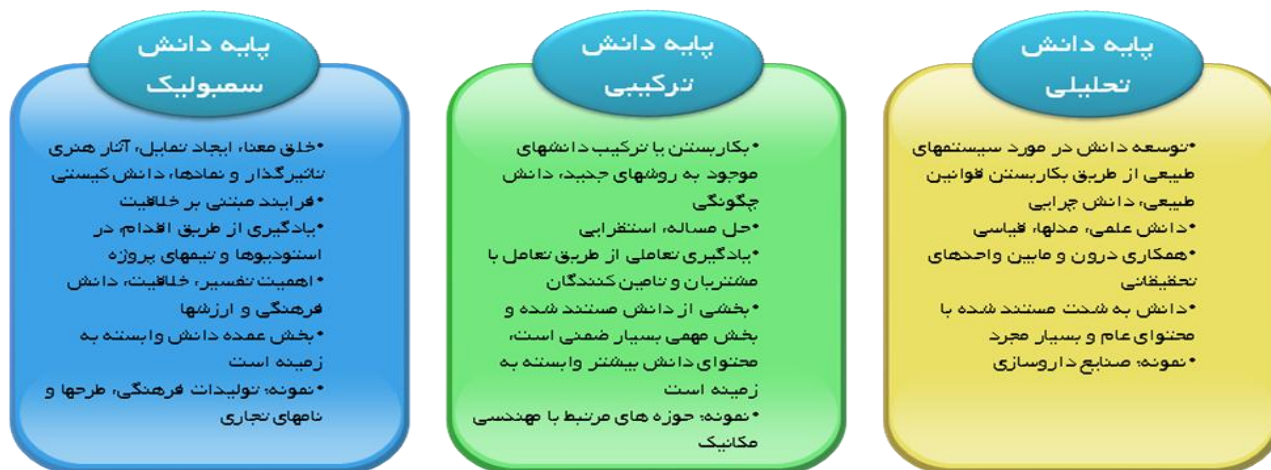 پایه دانش
تحلیلی
•توسعه دانش در مورد سیستمهای
طبیعی از طریق بکاربستن قوانین
طبیعی، دانش چرایی
•دانش علمی، مدلها، قیاسی
•همکاری درون و مابین واحدهای
تحقیقاتی
•دانش به شدت مستند شده با
محتوای عام و بسیار مجرد
•نمونه: صنایع داروسازی
پایه دانش
ترکیبی
•بکاربستن یا ترکیب دانشهای
موجود به روشهای جدید، دانش
چگونگی
•حل مساله، استقرایی
•یادگیری تعاملی از طریق تعامل با
مشتریان و تامین کنندگان
•بخشی از دانش مستند شده و
بخش مهمی بسیار ضمنی است،
محتوای دانش بیشتر وابسته به
زمینه است
•نمونه: حوزه های مرتبط با مهندسی
مکانیک
پایه دانش
سمبولیک
•خلق معنا، ایجاد تمایل، آثار هنری
تاثیرگذار و نمادها، دانش کیستی
•فرایند مبتنی بر خلاقیت
•یادگیری از طریق اقدام، در
استودیوها و تیمهای پروژه
•اهمیت تفسیر، خلاقیت، دانش
فرهنگی و ارزشها
•بخش عمده دانش وابسته به
زمینه است
•نمونه: تولیدات فرهنگی، طرحها و
نامهای تجاری